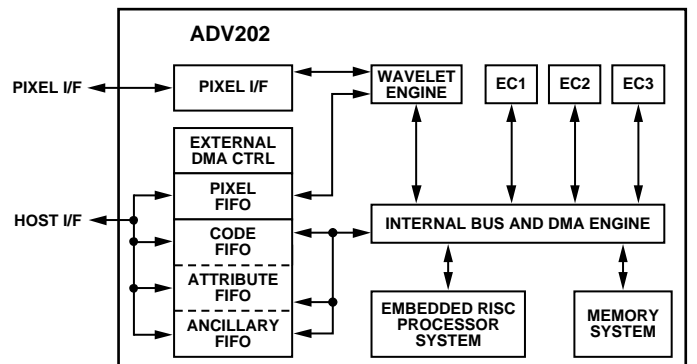 ADV202
PIXEL I/F
PIXEL I/F
WAVELET
ENGINE
EC1
EC2
EC3
EXTERNAL
DMA CTRL
PIXEL
FIFO
HOST I/F
CODE
FIFO
INTERNAL BUS AND DMA ENGINE
ATTRIBUTE
FIFO
ANCILLARY
FIFO
EMBEDDED RISC
PROCESSOR
SYSTEM
MEMORY
SYSTEM